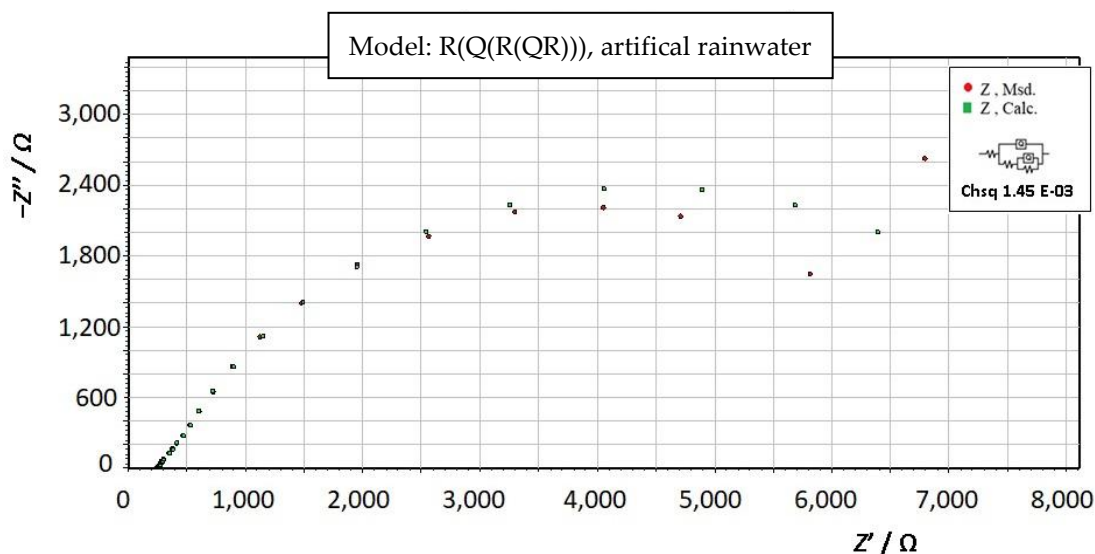 Model: R(Q(R(QR))), artifical rainwater
Z , Msd.
Z , Calc.
Q
Q
Chsq 1.45 E-03
–Z″ / Ω
3,000
2,400
1,800
1,200
600
0
0 1,000 2,000 3,000 4,000 5,000 6,000 7,000 8,000
Z′ / Ω